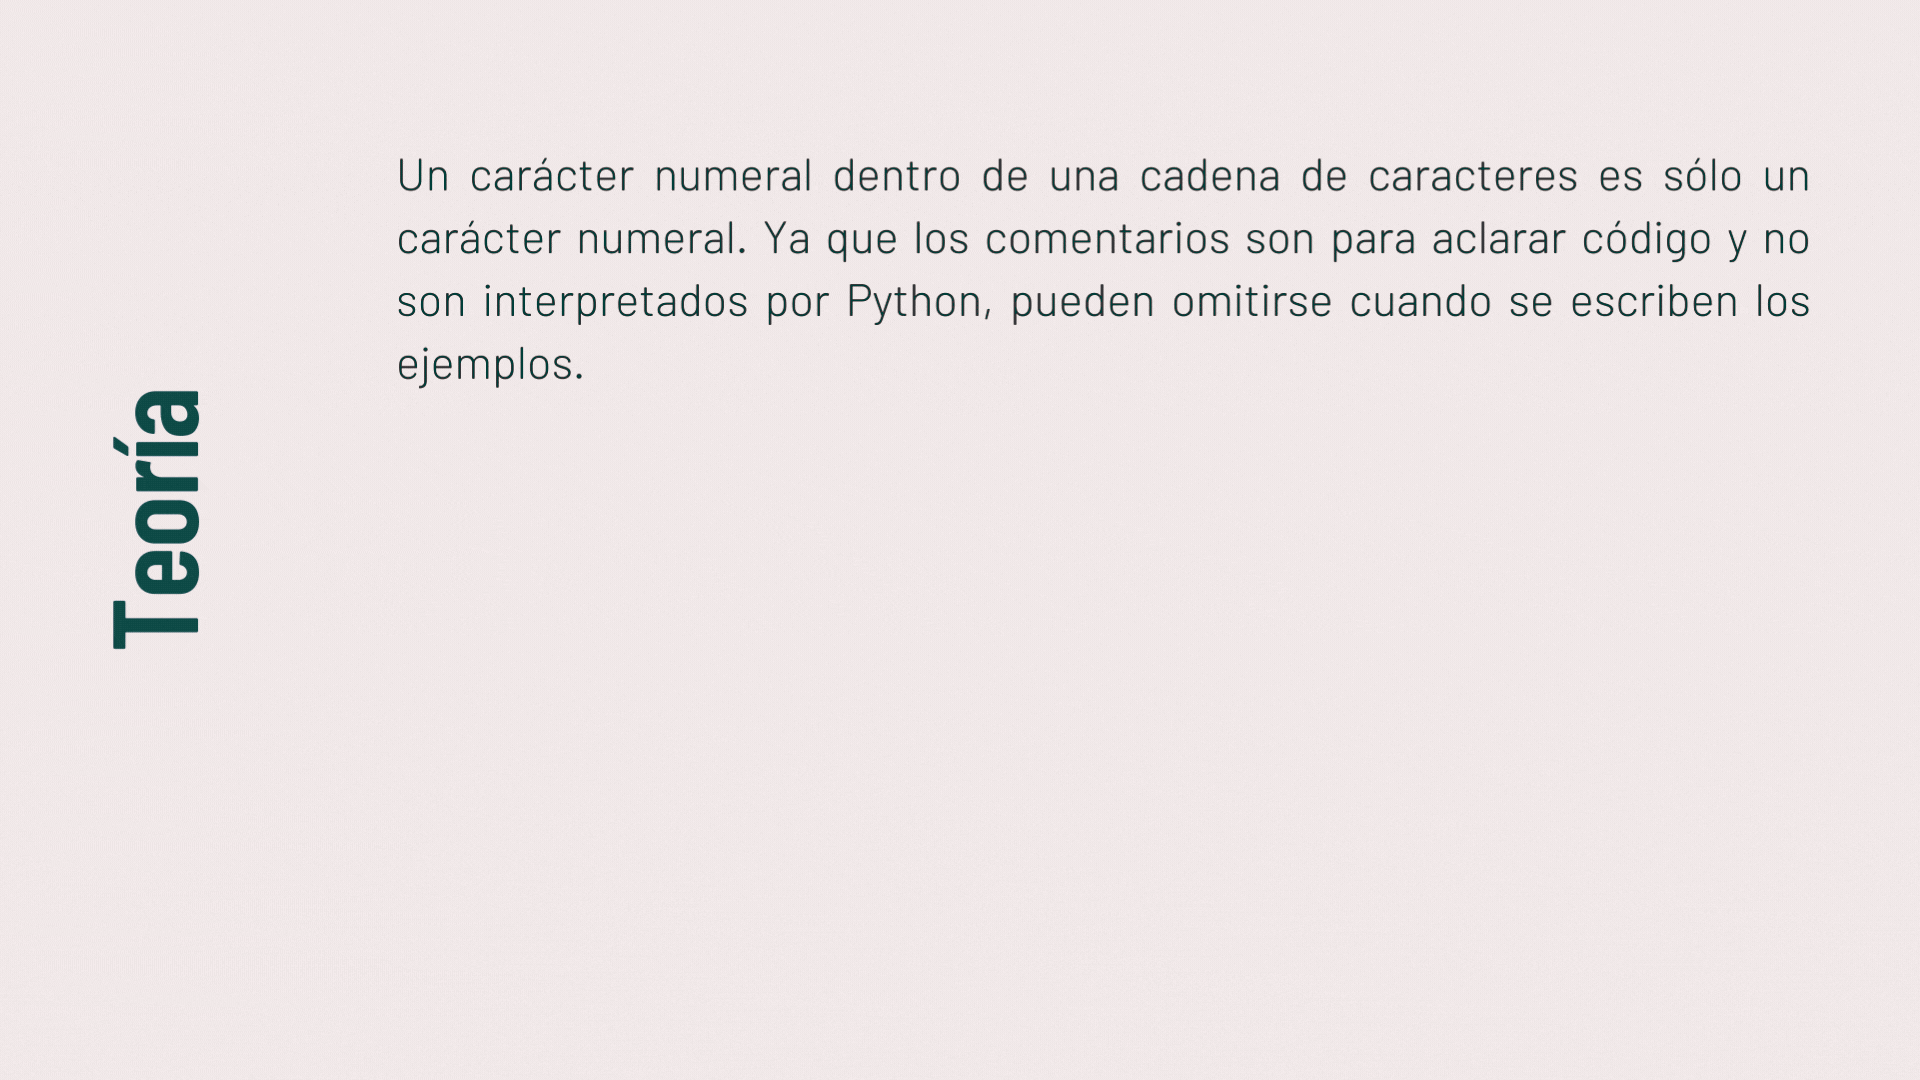 Teoría
Un carácter numeral dentro de una cadena de caracteres es sólo un
carácter numeral. Ya que los comentarios son para aclarar código y no
son interpretados por Python, pueden omitirse cuando se escriben los
ejemplos.